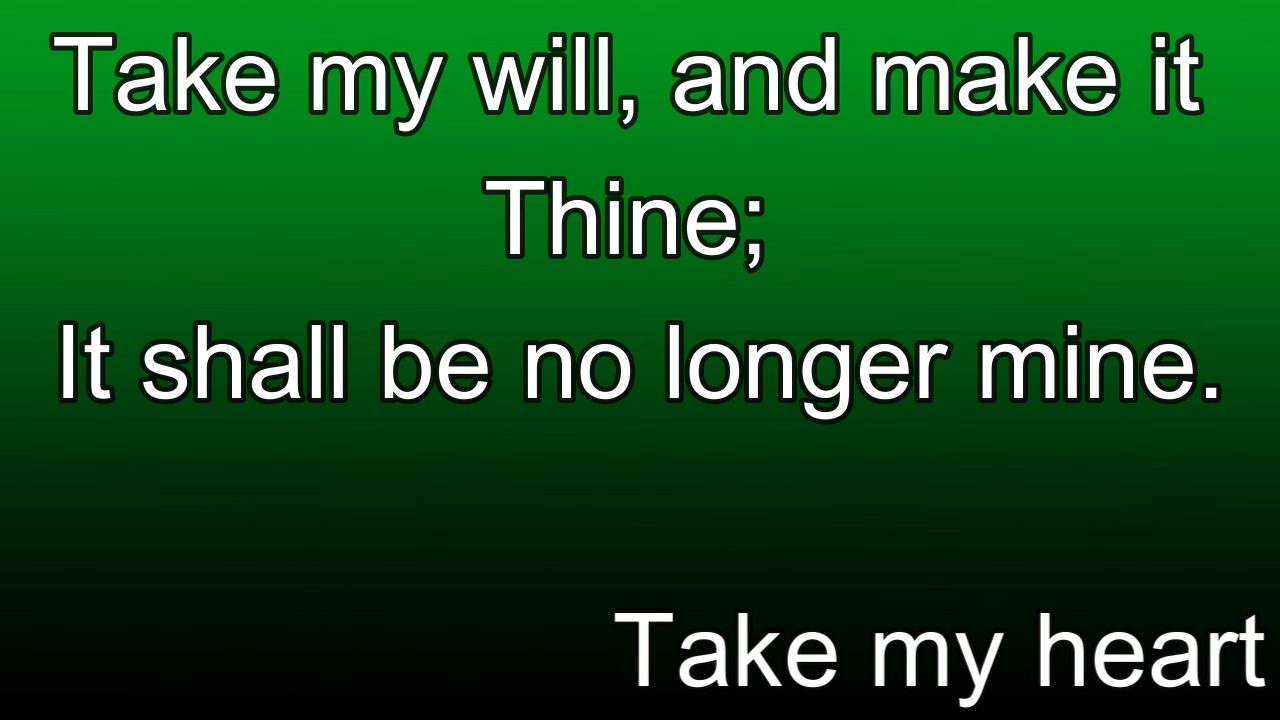 Take my will, and make it
Thine;
It shall be no longer mine.
Take my heart